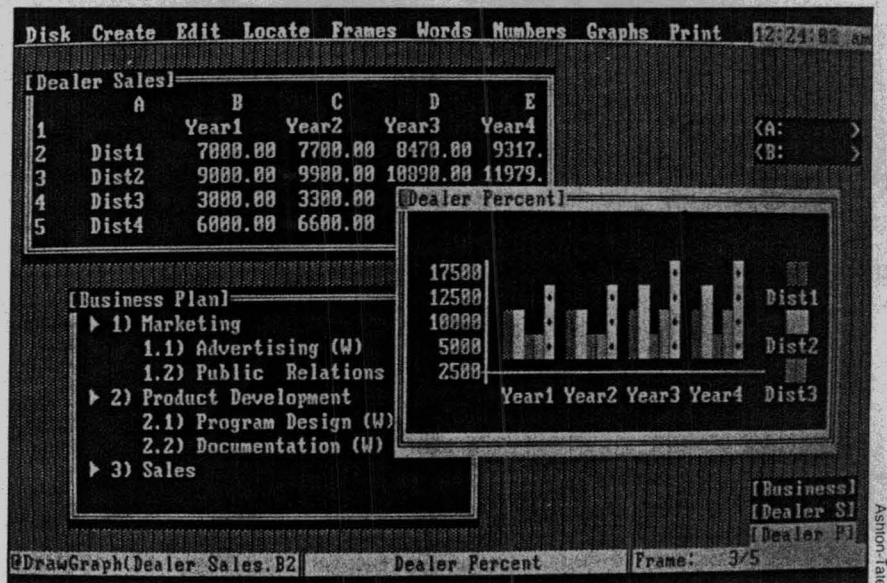 Disk Create Edit Locate Frames Words Numbers Graphs Print 12:24:02 am
[Dealer Sales]
A B C D E
1 Year1 Year2 Year3 Year4
2 Dist1 7000.00 7700.00 8470.00 9317.
3 Dist2 9000.00 9900.00 10890.00 11979.
4 Dist3 3000.00 3300.00
5 Dist4 6000.00 6600.00
<A: >
<B: >
[Dealer Percent]
17500
12500
10000
5000
2500
Year1 Year2 Year3 Year4
Dist1
Dist2
Dist3
[Business Plan]
1) Marketing
1.1) Advertising (W)
1.2) Public Relations
2) Product Development
2.1) Program Design (W)
2.2) Documentation (W)
3) Sales
[Business]
[Dealer S]
[Dealer P]
@DrawGraph(Dealer Sales.B2 Dealer Percent Frame: 3/5
Ashton-Ta